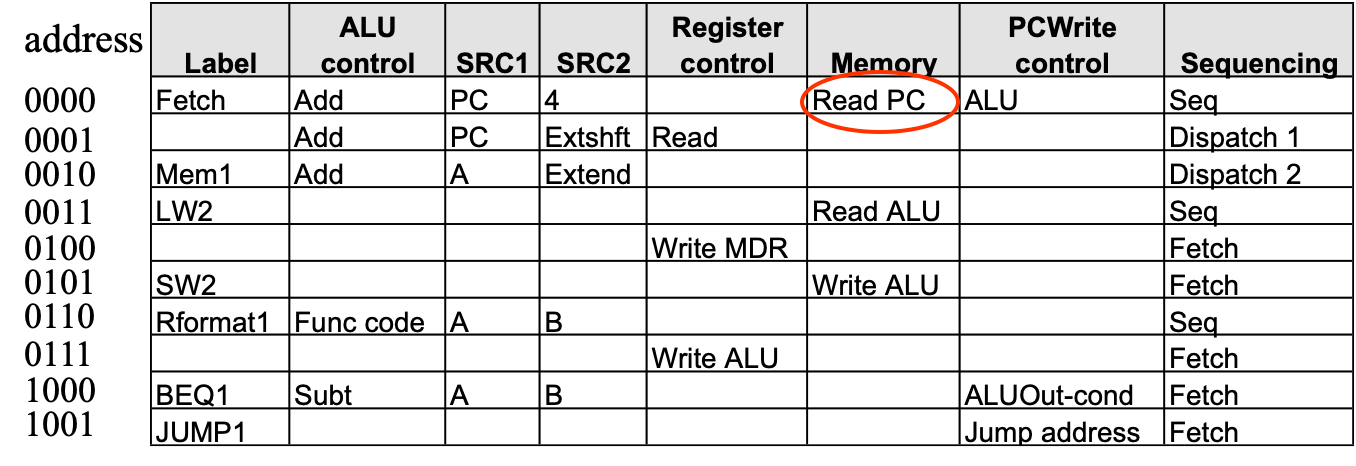 address Label ALU control SRC1 SRC2 Register control Memory PCWrite control Sequencing
0000 Fetch Add PC 4 Read PC ALU Seq
0001 Add PC Extshft Read Dispatch 1
0010 Mem1 Add A Extend Dispatch 2
0011 LW2 Read ALU Seq
0100 Write MDR Fetch
0101 SW2 Write ALU Fetch
0110 Rformat1 Func code A B Seq
0111 Write ALU Fetch
1000 BEQ1 Subt A B ALUOut-cond Fetch
1001 JUMP1 Jump address Fetch